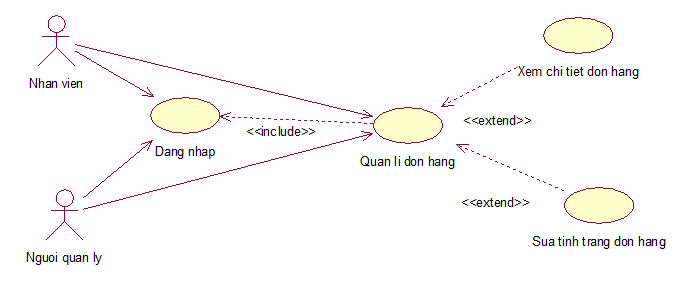 Nhan vien
Dang nhap
<<include>>
Quan li don hang
Xem chi tiet don hang
<<extend>>
<<extend>>
Sua tinh trang don hang
Nguoi quan ly